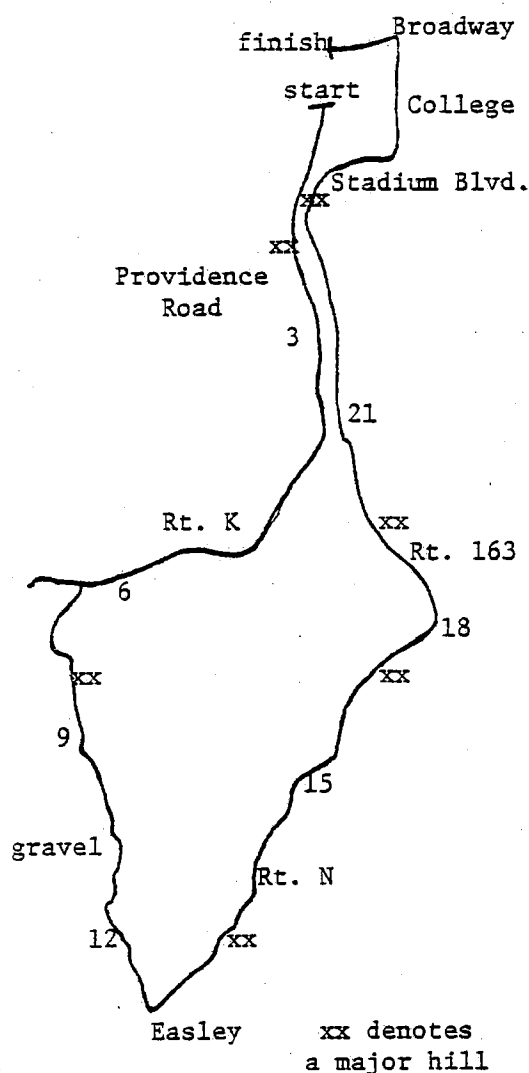 Broadway
finish
start
College
Stadium Blvd.
xx
xx
Providence
Road
3
21
Rt. K
xx
Rt. 163
6
18
xx
xx
9
15
gravel
Rt. N
12
xx
Easley
xx denotes
a major hill